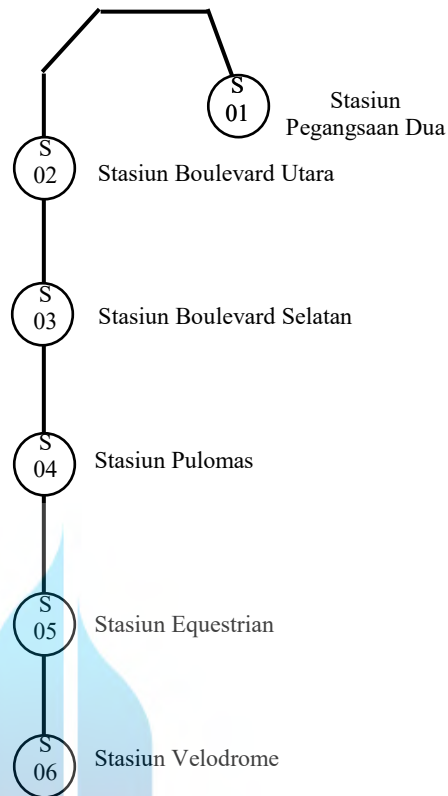 S
01
Stasiun
Pegangsaan Dua
S
02
Stasiun Boulevard Utara
S
03
Stasiun Boulevard Selatan
S
04
Stasiun Pulomas
S
05
Stasiun Equestrian
S
06
Stasiun Velodrome